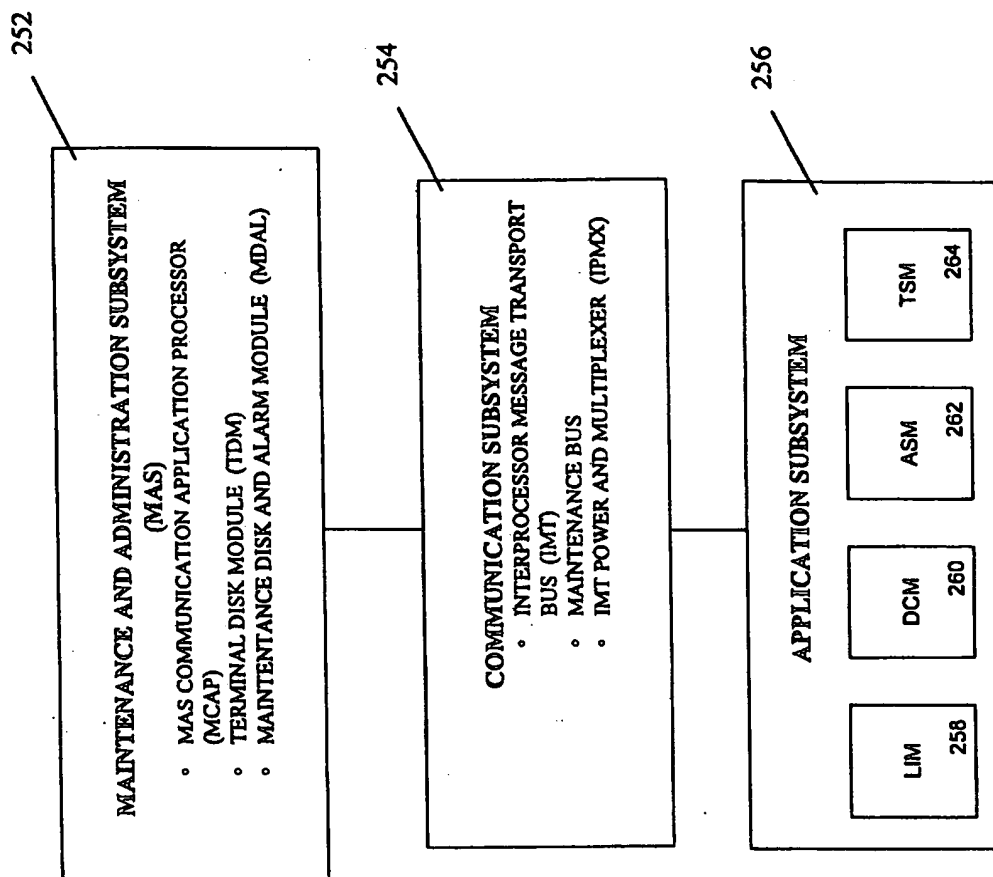 252
MAINTENANCE AND ADMINISTRATION SUBSYSTEM
(MAS)
° MAS COMMUNICATION APPLICATION PROCESSOR
(MCAP)
° TERMINAL DISK MODULE (TDM)
° MAINTENTANCE DISK AND ALARM MODULE (MDAL)
254
COMMUNICATION SUBSYSTEM
° INTERPROCESSOR MESSAGE TRANSPORT
BUS (IMT)
° MAINTENANCE BUS
° IMT POWER AND MULTIPLEXER (IPMX)
256
APPLICATION SUBSYSTEM
LIM
258
DCM
260
ASM
262
TSM
264